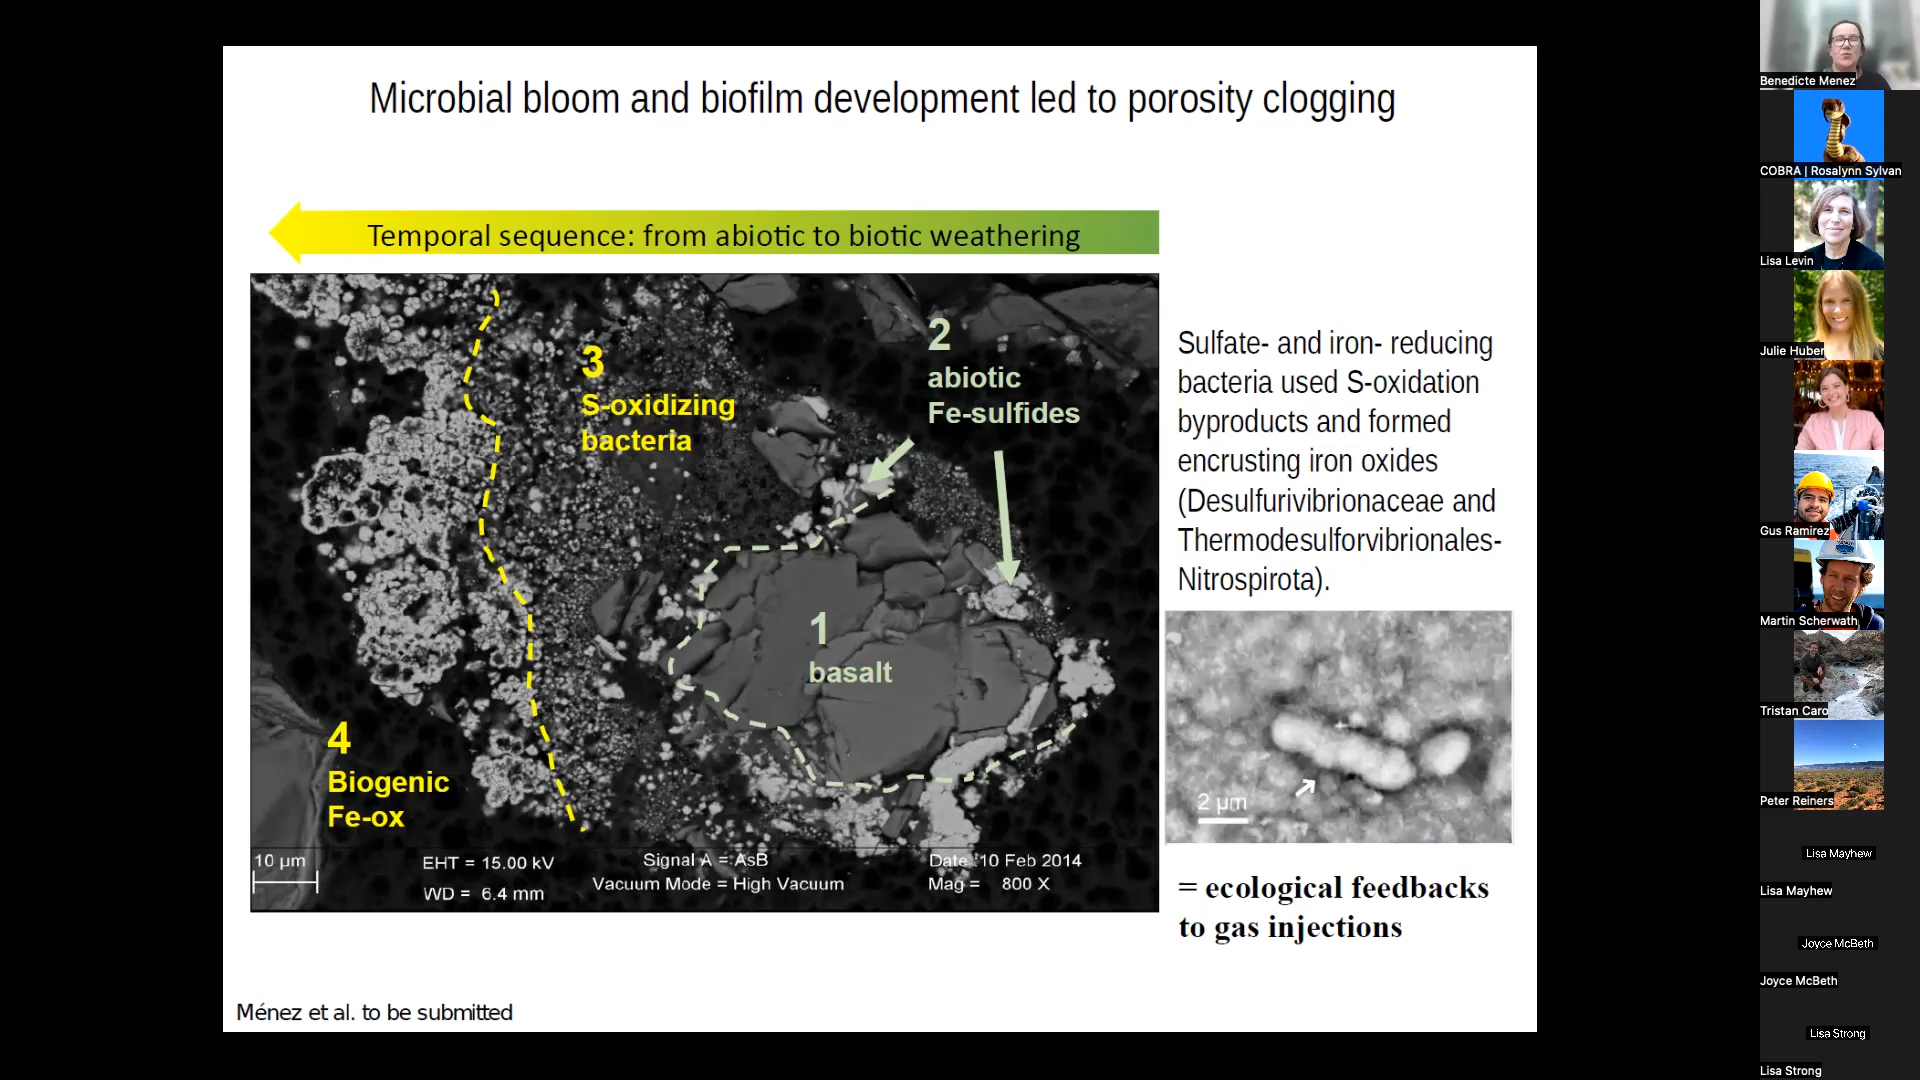 Microbial bloom and biofilm development led to porosity clogging
Temporal sequence: from abiotic to biotic weathering
2
abiotic
Fe-sulfides
3
S-oxidizing
bacteria
1
basalt
4
Biogenic
Fe-ox
10 µm
EHT = 15.00 kV
WD = 6.4 mm
Signal A = AsB
Vacuum Mode = High Vacuum
Date :10 Feb 2014
Mag = 800 X
Sulfate- and iron- reducing
bacteria used S-oxidation
byproducts and formed
encrusting iron oxides
(Desulfurivibrionaceae and
Thermodesulforvibrionales-
Nitrospirota).
2 µm
= ecological feedbacks
to gas injections
Ménez et al. to be submitted
Benedicte Menez
COBRA | Rosalynn Sylvan
Lisa Levin
Julie Huber
Gus Ramirez
Martin Scherwath
Tristan Caro
Peter Reiners
Lisa Mayhew
Lisa Mayhew
Joyce McBeth
Joyce McBeth
Lisa Strong
Lisa Strong